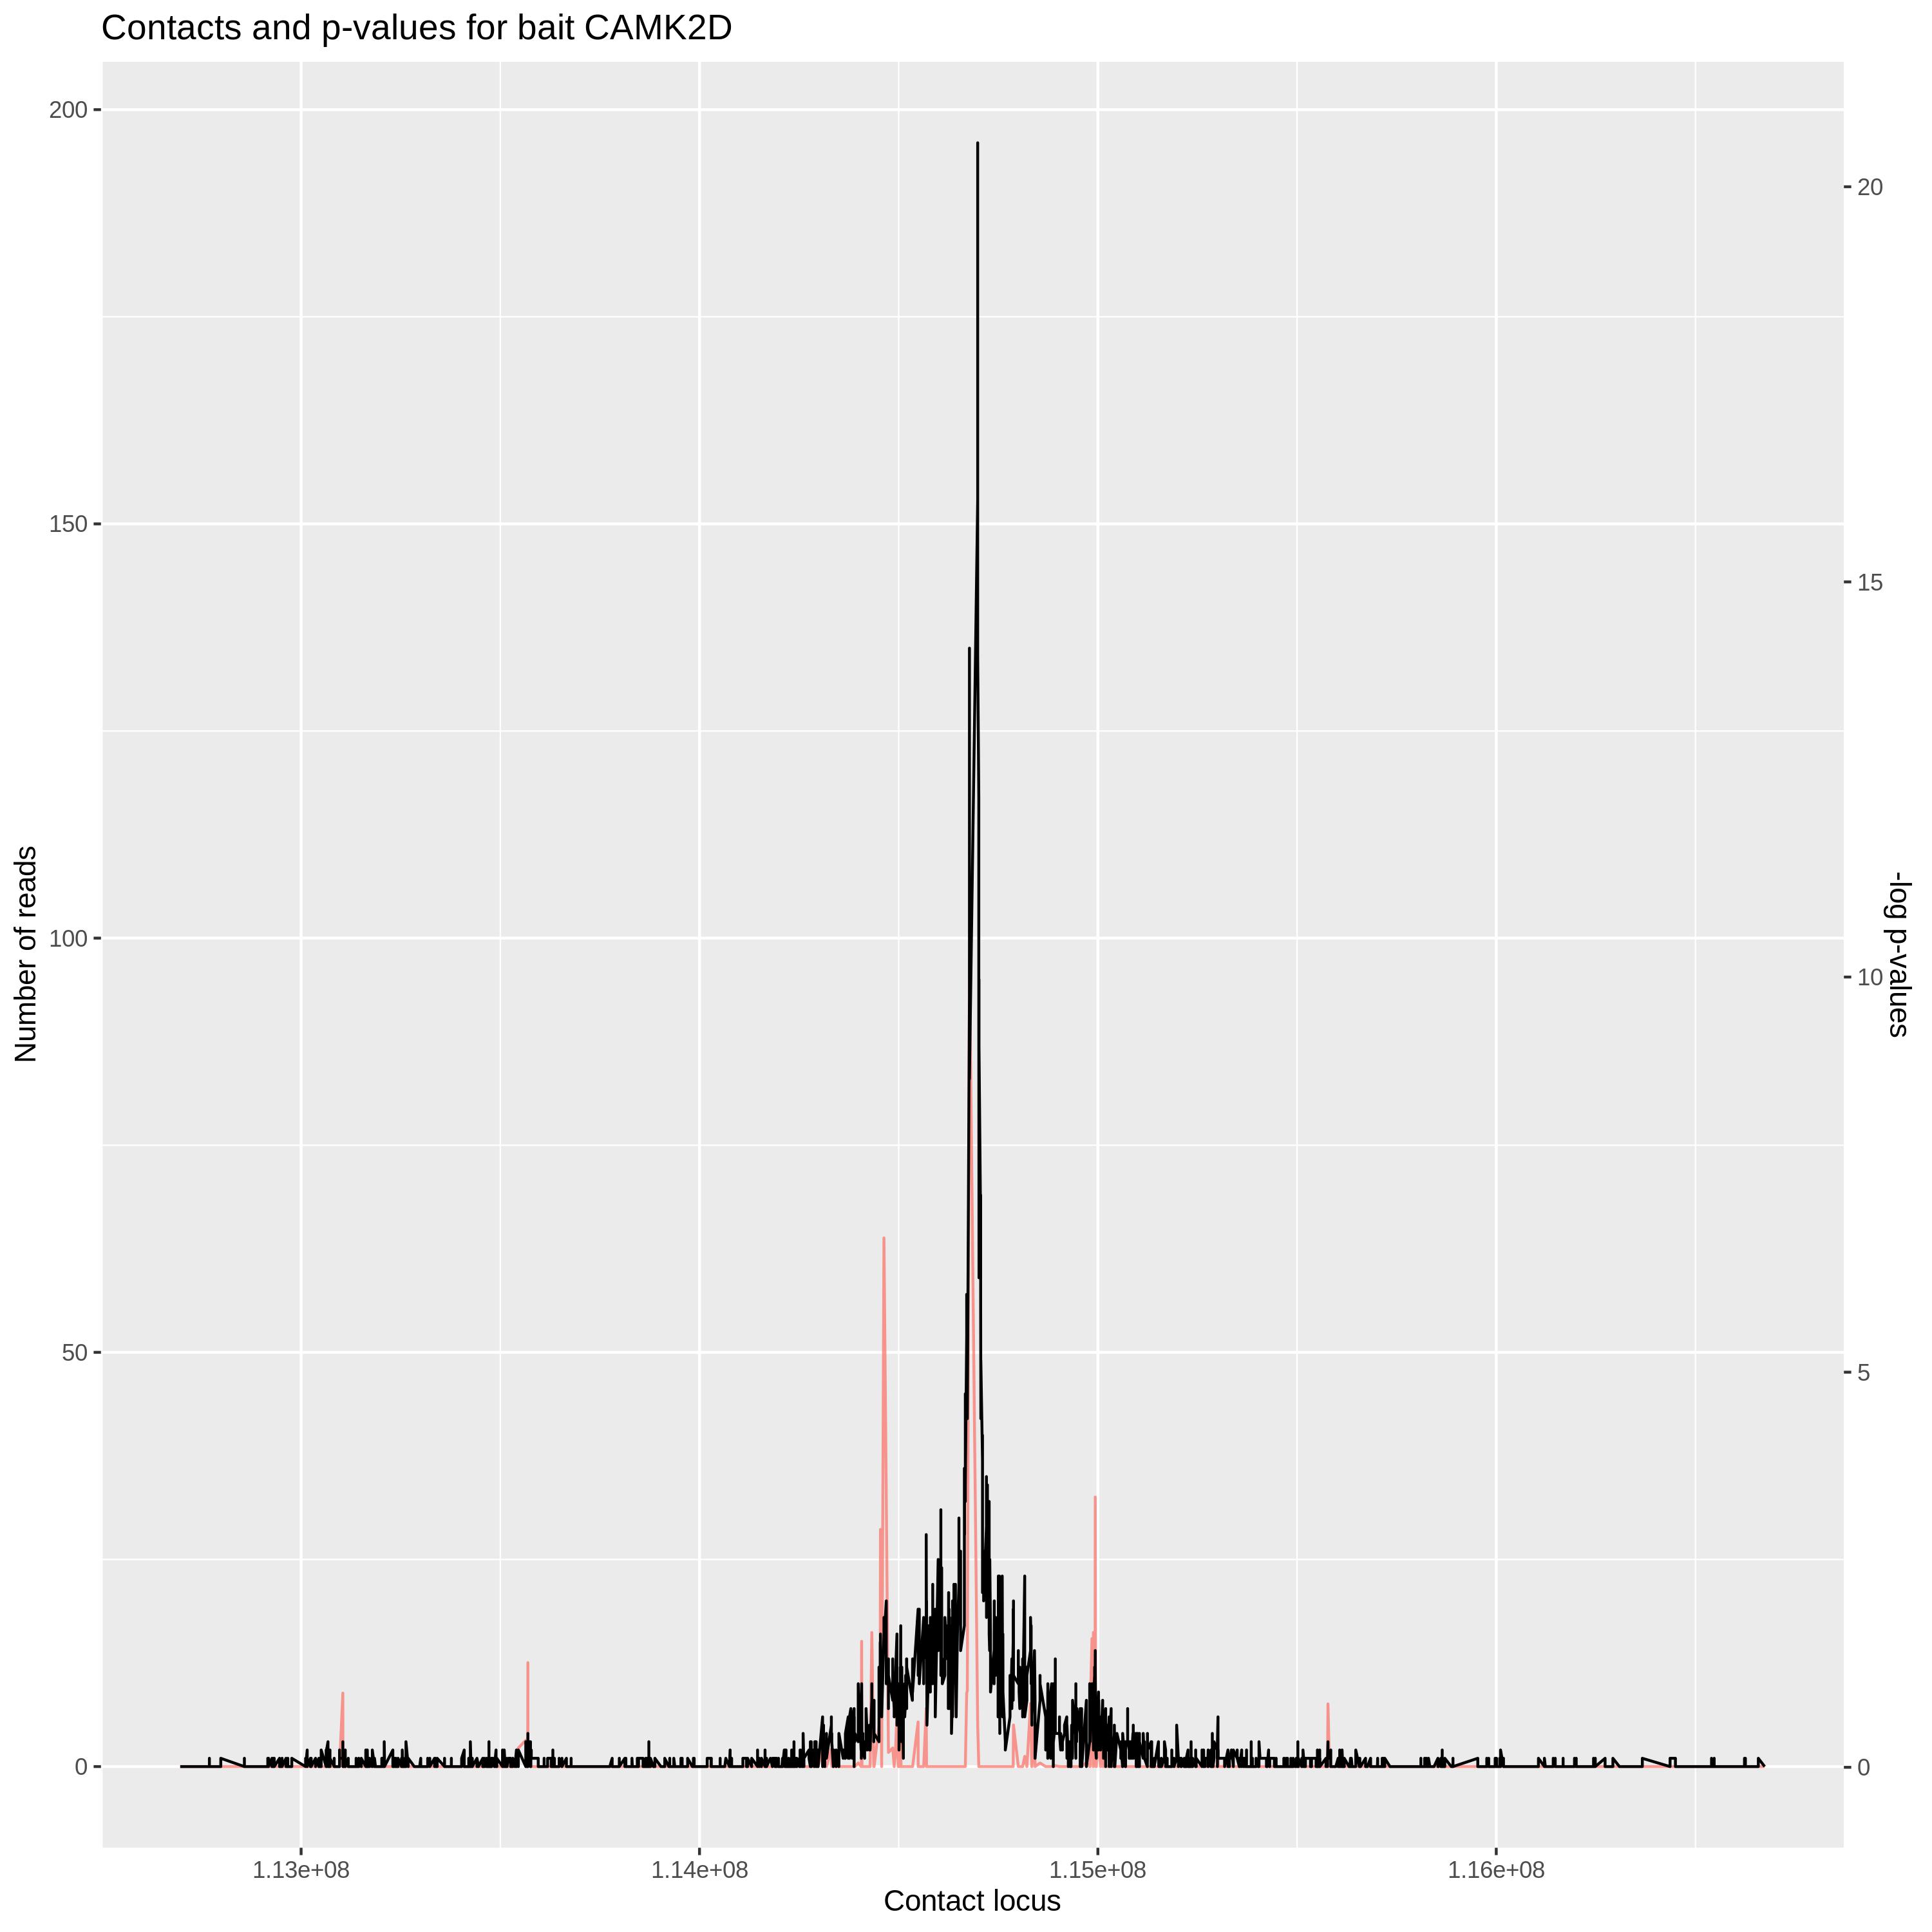 Contacts and p-values for bait CAMK2D
200
150
100
50
0
20
15
10
5
0
Number of reads
-log p-values
1.13e+08
1.14e+08
1.15e+08
1.16e+08
Contact locus